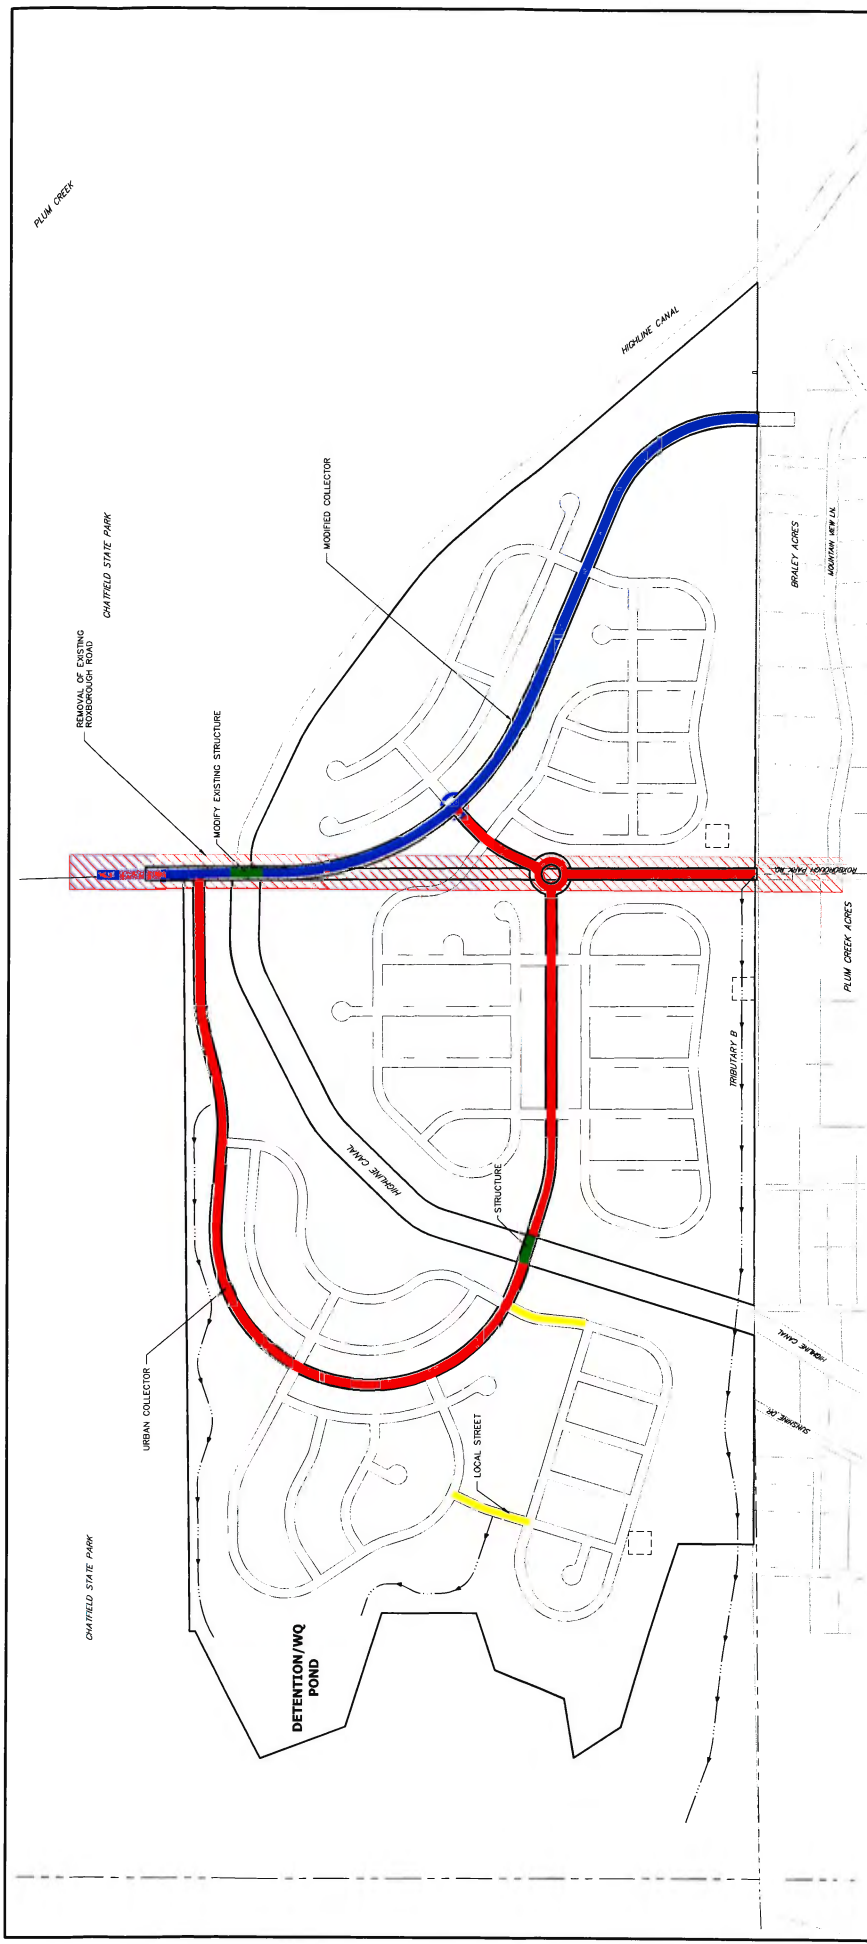 PLUM CREEK
HIGHLINE CANAL
CHATFIELD STATE PARK
MODIFIED COLLECTOR
REMOVAL OF EXISTING
ROXBOROUGH ROAD
MODIFY EXISTING STRUCTURE
BRALEY ACRES
MOUNTAIN VIEW LN.
ROXBOROUGH PARK RD.
PLUM CREEK ACRES
TRIBUTARY B
HIGHLINE CANAL
STRUCTURE
URBAN COLLECTOR
HIGHLINE CANAL
SUNSHINE DR.
LOCAL STREET
CHATFIELD STATE PARK
DETENTION/WQ
POND